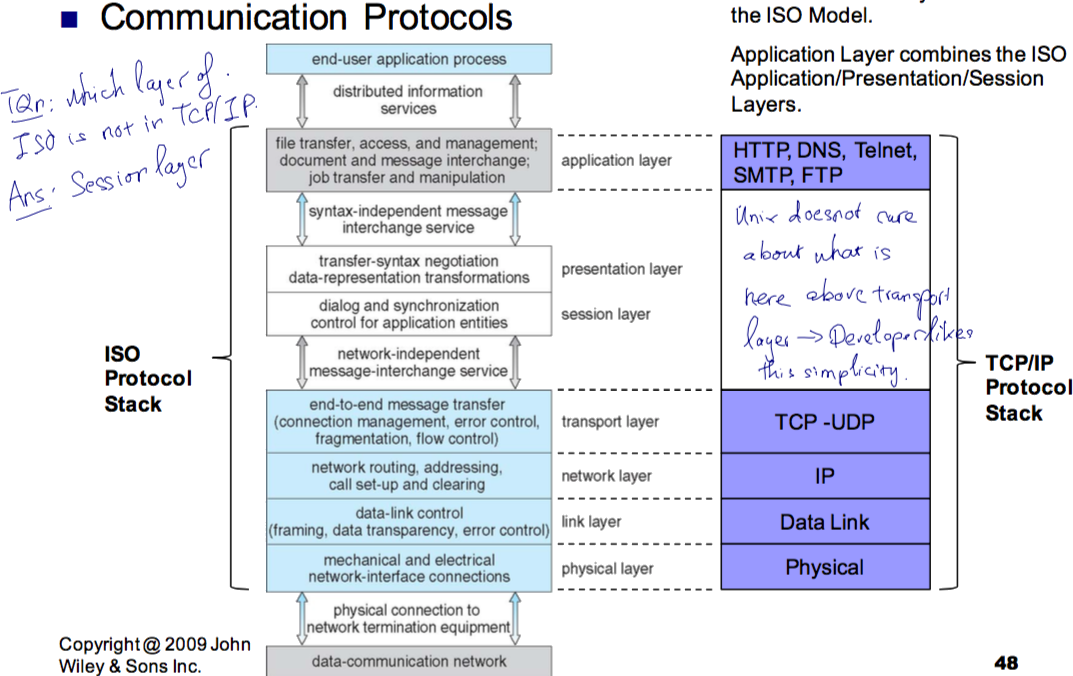 ■ Communication Protocols
the ISO Model.
Application Layer combines the ISO
Application/Presentation/Session
Layers.
TQn: which layer of
ISO is not in TCP/IP.
Ans: Session layer
end-user application process
distributed information
services
file transfer, access, and management;
document and message interchange;
job transfer and manipulation
application layer
HTTP, DNS, Telnet,
SMTP, FTP
syntax-independent message
interchange service
transfer-syntax negotiation
data-representation transformations
presentation layer
dialog and synchronization
control for application entities
session layer
Unix doesnot care
about what is
here above transport
layer → Developer likes
this simplicity.
network-independent
message-interchange service
ISO
Protocol
Stack
TCP/IP
Protocol
Stack
end-to-end message transfer
(connection management, error control,
fragmentation, flow control)
transport layer
TCP -UDP
network routing, addressing,
call set-up and clearing
network layer
IP
data-link control
(framing, data transparency, error control)
link layer
Data Link
mechanical and electrical
network-interface connections
physical layer
Physical
physical connection to
network termination equipment
data-communication network
Copyright @ 2009 John
Wiley & Sons Inc.
48